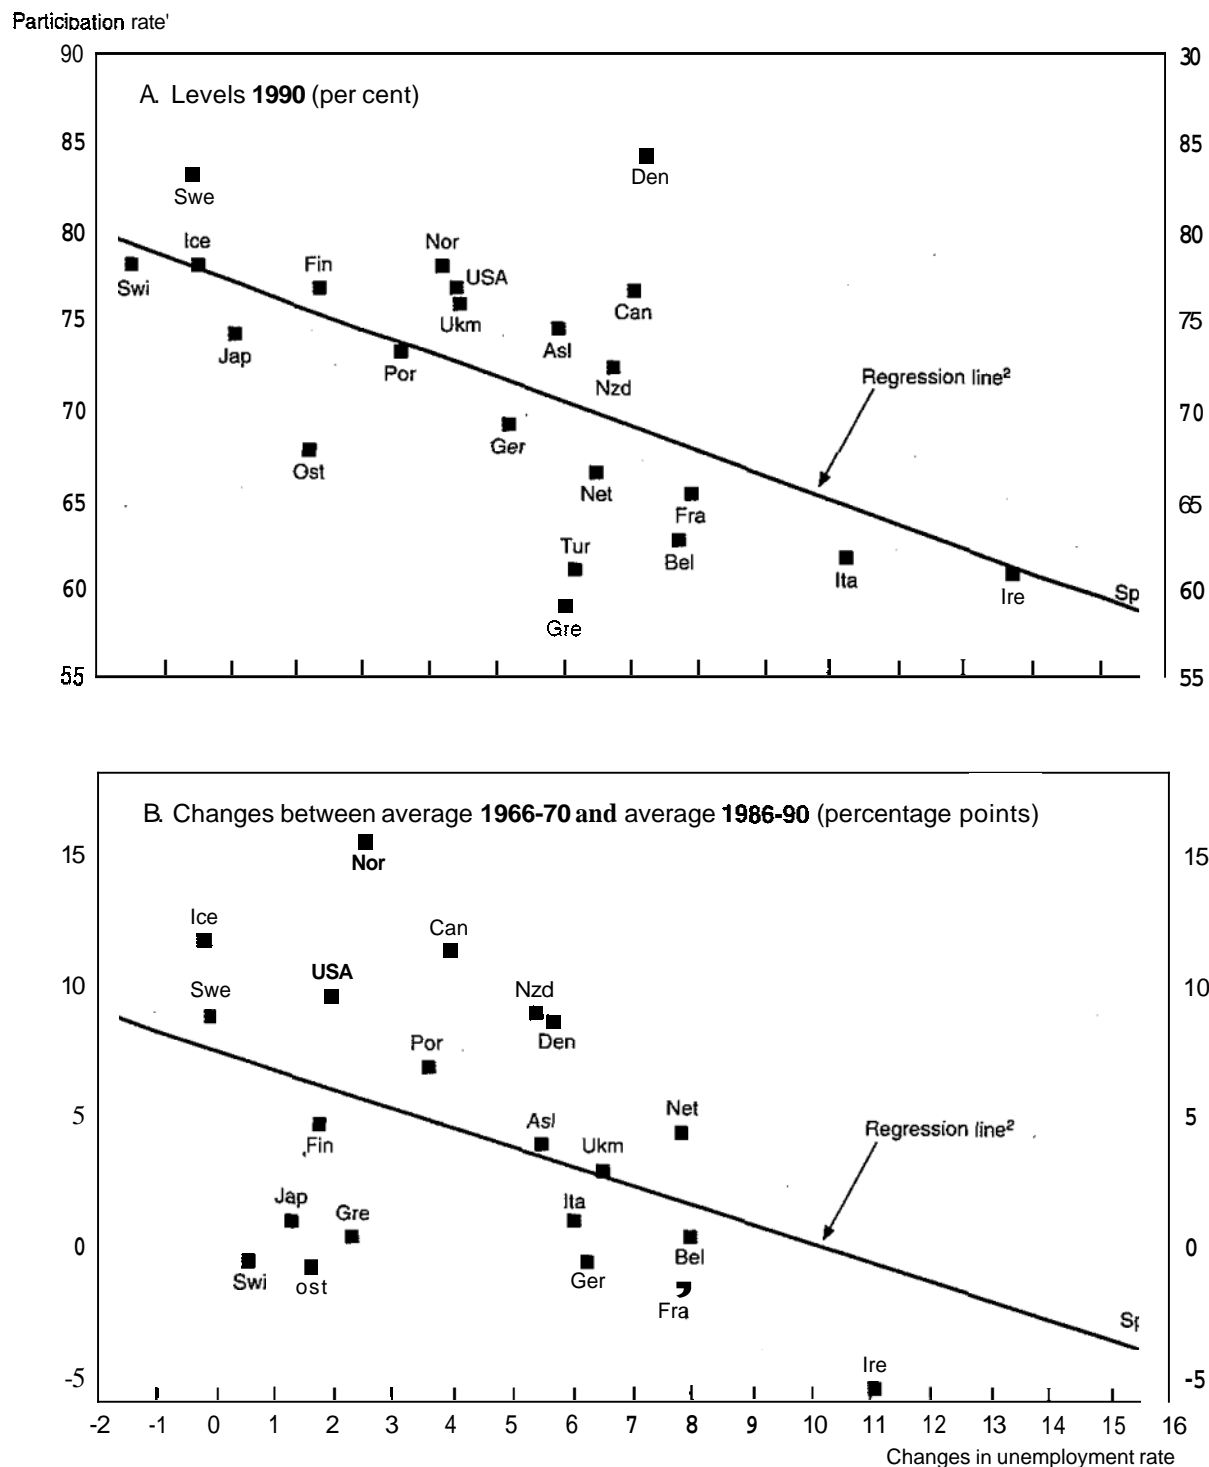 Participation rate'
90 30
A. Levels 1990 (per cent)
85 85
Den
Swe
80 80
Ice Nor
Fin USA
Swi
Can
Ukm
75 75
Asl
Jap
Por
Nzd
Regression line²
70 70
Ger
Ost
Net
65 65
Fra
Tur
Bel
Ita
60 60
Ire
Sp
Gre
55 55
B. Changes between average 1966-70 and average 1986-90 (percentage points)
15 15
Nor
Ice
Can
USA
10 10
Swe Nzd
Den
Por
5 5
Net
Asl
Regression line²
Fin Ukm
Jap Ita
Gre
0 0
Bel
Swi ost Ger
Fra
Sp
Ire
-5 -5
-2 -1 0 1 2 3 4 5 6 7 8 9 10 11 12 13 14 15 16
Changes in unemployment rate